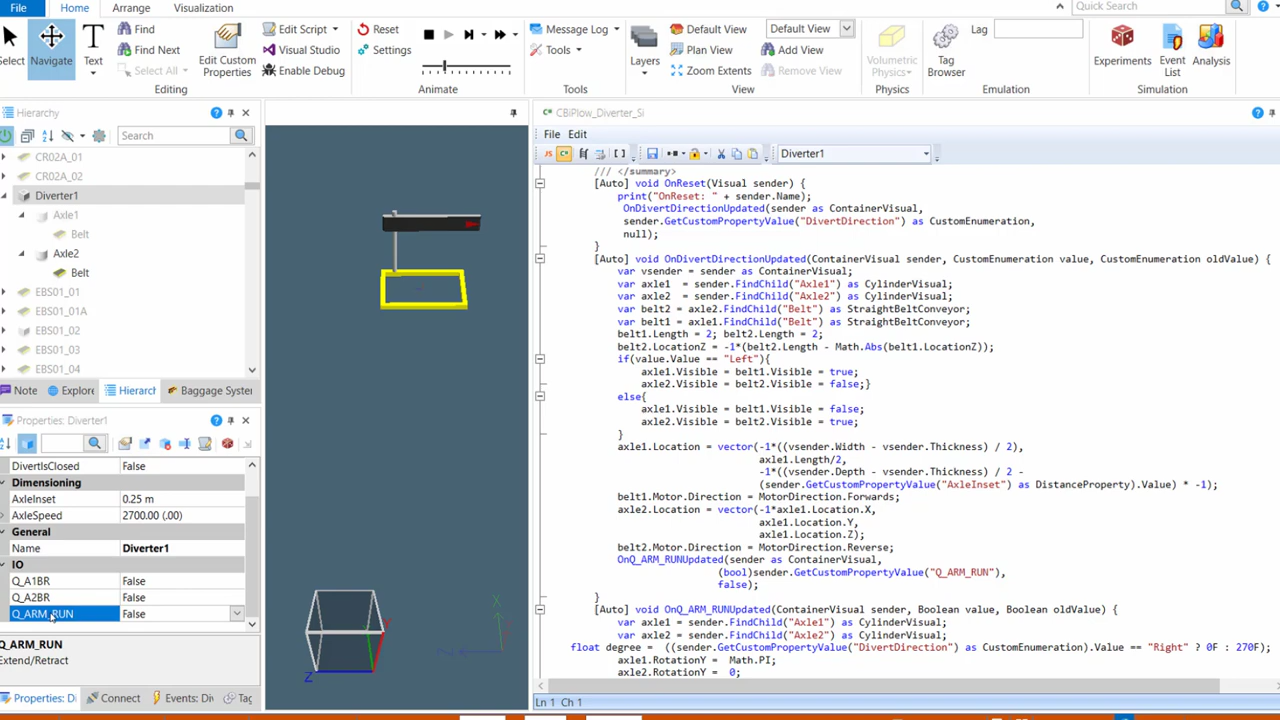 File
Home
Arrange
Visualization
Quick Select
Select
Navigate
Text
Find
Find Next
Select All
Editing
Edit Custom
Properties
Edit Script
Visual Studio
Enable Debug
Reset
Settings
Animate
Message Log
Tools
Tools
Layers
Default View
Plan View
Zoom Extents
Default View
Add View
Remove View
View
Volumetric
Physics
Physics
Tag
Browser
Lag
Emulation
Experiments
Event
List
Analysis
Simulation
Hierarchy
Search
CR02A_01
CR02A_02
Diverter1
Axle1
Belt
Axle2
Belt
EBS01_01
EBS01_01A
EBS01_02
EBS01_03
EBS01_04
Note
Explore
Hierarch
Baggage System
Properties: Diverter1
DivertIsClosed False
Dimensioning
AxleInset 0.25 m
AxleSpeed 2700.00 (.00)
General
Name Diverter1
IO
Q_A1BR False
Q_A2BR False
Q_ARM_RUN False
Q_ARM_RUN
Extend/Retract
Properties: Di
Connect
Events: Div
Tag
X
Z
CBiPlow_Diverter_Si
File Edit
JS
C#
[ ]
Diverter1
/// </summary>
[Auto] void OnReset(Visual sender) {
print("OnReset: " + sender.Name);
OnDivertDirectionUpdated(sender as ContainerVisual,
sender.GetCustomPropertyValue("DivertDirection") as CustomEnumeration,
null);
}
[Auto] void OnDivertDirectionUpdated(ContainerVisual sender, CustomEnumeration value, CustomEnumeration oldValue) {
var vsender = sender as ContainerVisual;
var axle1 = sender.FindChild("Axle1") as CylinderVisual;
var axle2 = sender.FindChild("Axle2") as CylinderVisual;
var belt2 = axle2.FindChild("Belt") as StraightBeltConveyor;
var belt1 = axle1.FindChild("Belt") as StraightBeltConveyor;
belt1.Length = 2; belt2.Length = 2;
belt2.LocationZ = -1*(belt2.Length - Math.Abs(belt1.LocationZ));
if(value.Value == "Left"){
axle1.Visible = belt1.Visible = true;
axle2.Visible = belt2.Visible = false;}
else{
axle1.Visible = belt1.Visible = false;
axle2.Visible = belt2.Visible = true;
}
axle1.Location = vector(-1*((vsender.Width - vsender.Thickness) / 2),
axle1.Length/2,
-1*((vsender.Depth - vsender.Thickness) / 2 -
(sender.GetCustomPropertyValue("AxleInset") as DistanceProperty).Value) * -1);
belt1.Motor.Direction = MotorDirection.Forwards;
axle2.Location = vector(-1*axle1.Location.X,
axle1.Location.Y,
axle1.Location.Z);
belt2.Motor.Direction = MotorDirection.Reverse;
OnQ_ARM_RUNUpdated(sender as ContainerVisual,
(bool)sender.GetCustomPropertyValue("Q_ARM_RUN"),
false);
}
[Auto] void OnQ_ARM_RUNUpdated(ContainerVisual sender, Boolean value, Boolean oldValue) {
var axle1 = sender.FindChild("Axle1") as CylinderVisual;
var axle2 = sender.FindChild("Axle2") as CylinderVisual;
float degree = ((sender.GetCustomPropertyValue("DivertDirection") as CustomEnumeration).Value == "Right" ? 0F : 270F);
axle1.RotationY = Math.PI;
axle2.RotationY = 0;
Ln 1 Ch 1